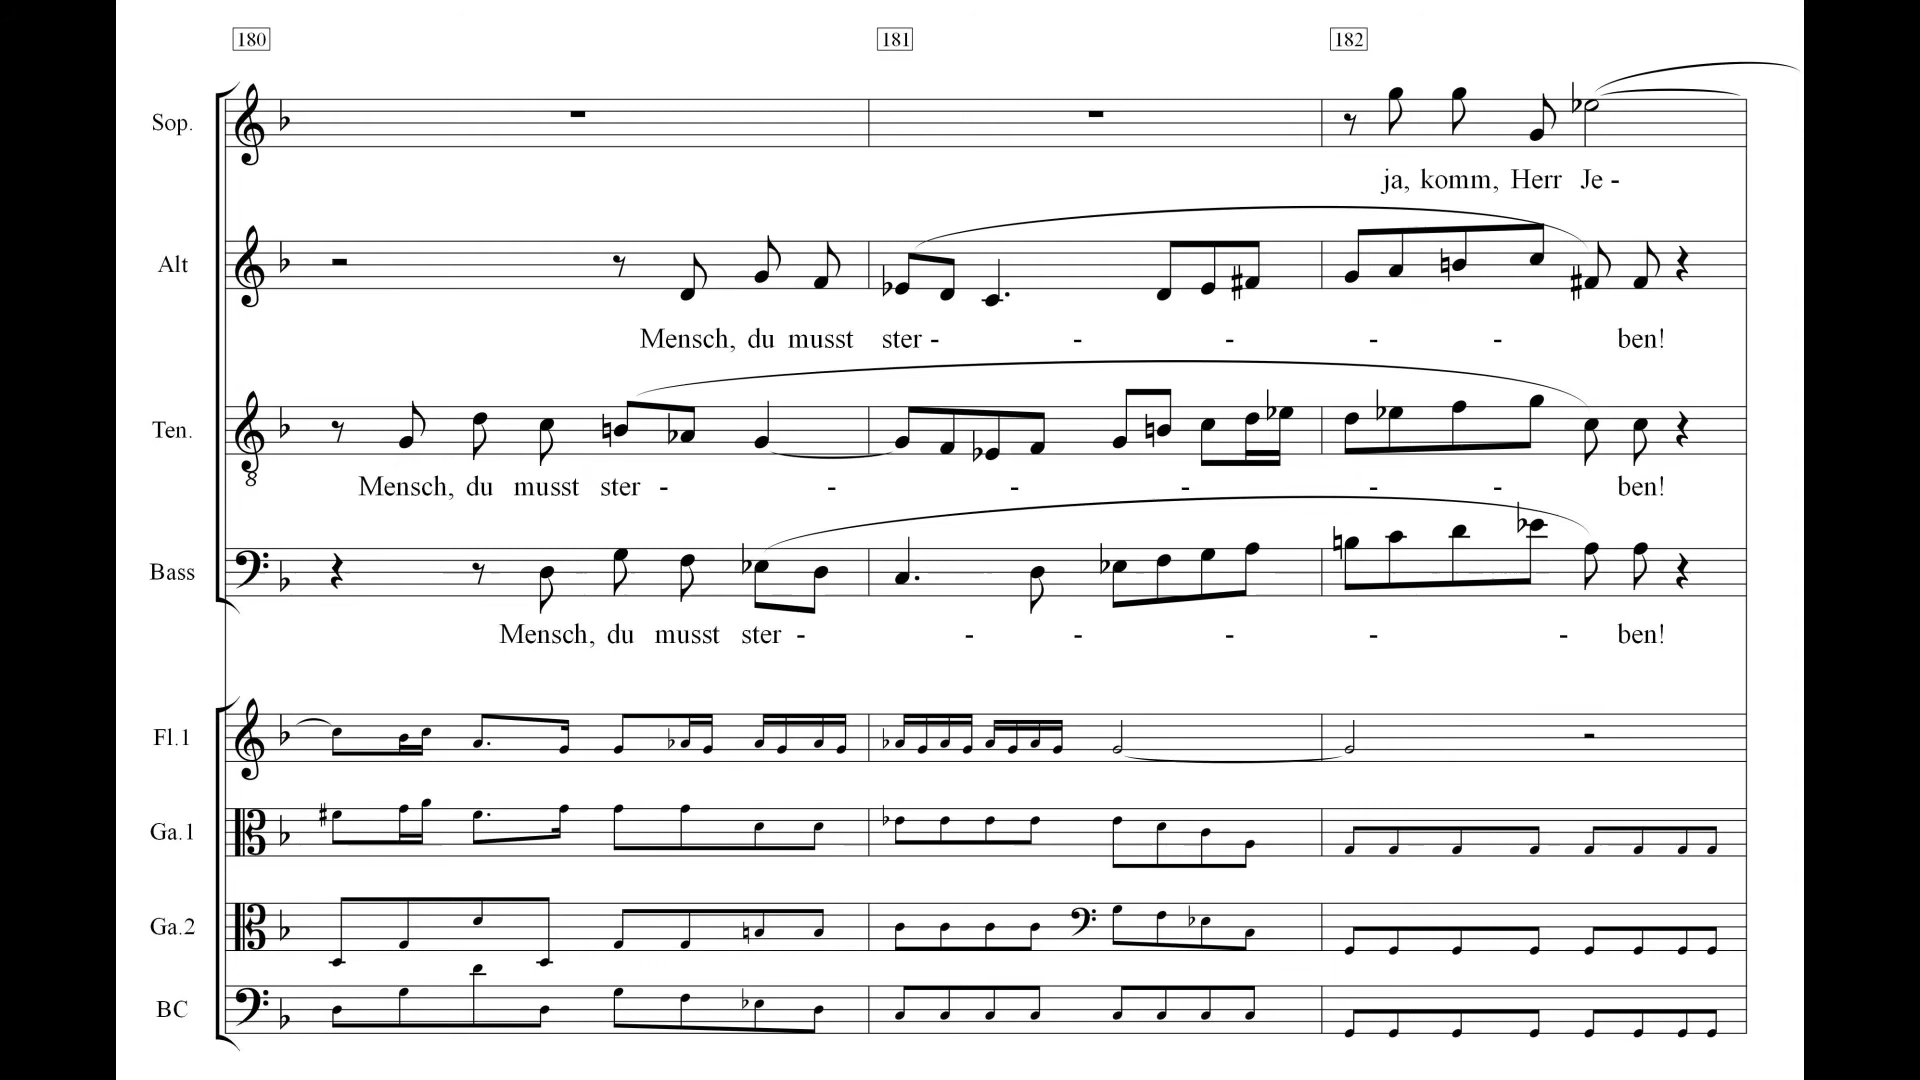 180 181 182
Sop.
ja, komm, Herr Je -
Alt
Mensch, du musst ster - - - - - ben!
Ten.
8
Mensch, du musst ster - - - - - - ben!
Bass
Mensch, du musst ster - - - - - - ben!
Fl.1
Ga.1
Ga.2
BC